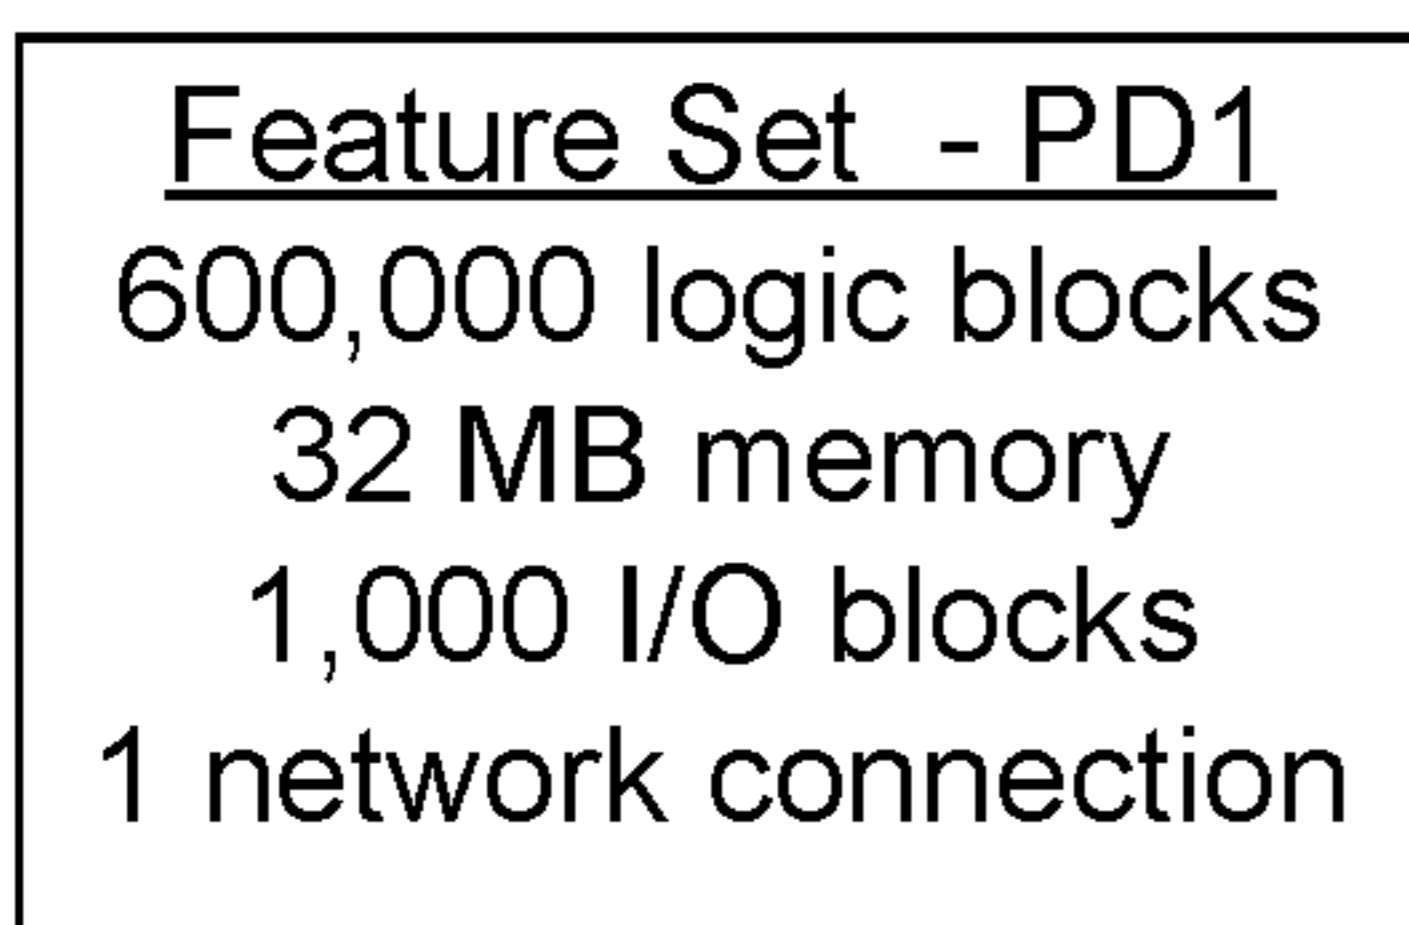 Feature Set - PD1
600,000 logic blocks
32 MB memory
1,000 I/O blocks
1 network connection